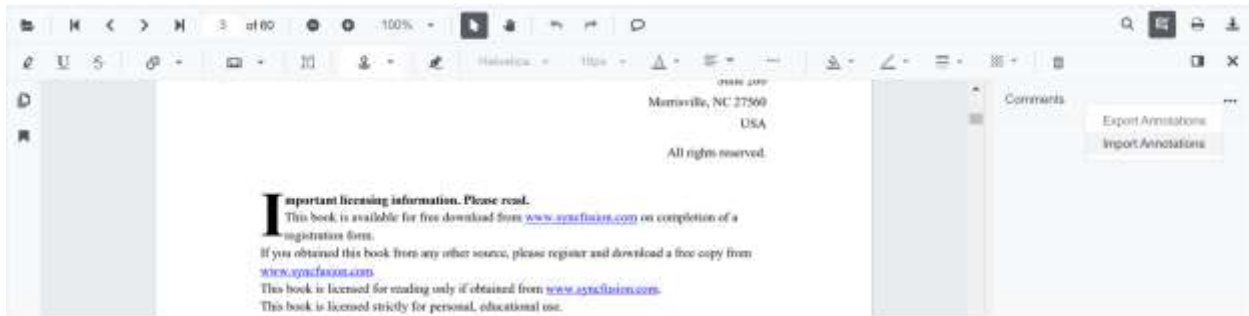 3 of 80 100%
U S Helvetica 10px A
Suite 200
Morrisville, NC 27560
USA
All rights reserved.
Comments
Export Annotations
Import Annotations
Important licensing information. Please read.
This book is available for free download from www.syncfusion.com on completion of a
registration form.
If you obtained this book from any other source, please register and download a free copy from
www.syncfusion.com.
This book is licensed for reading only if obtained from www.syncfusion.com.
This book is licensed strictly for personal, educational use.